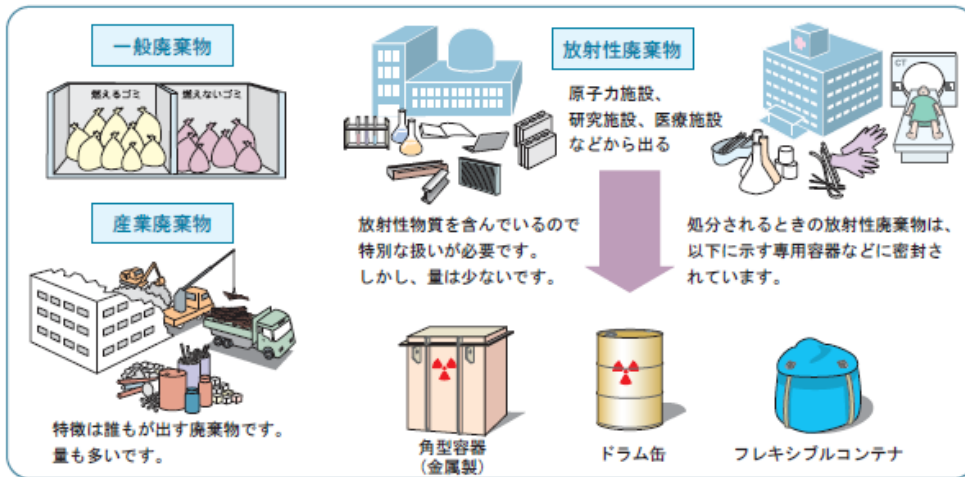 一般廃棄物
燃えるゴミ
燃えないゴミ
産業廃棄物
特徴は誰もが出す廃棄物です。
量も多いです。
放射性廃棄物
原子力施設、
研究施設、医療施設
などから出る
CT
放射性物質を含んでいるので
特別な扱いが必要です。
しかし、量は少ないです。
処分されるときの放射性廃棄物は、
以下に示す専用容器などに密封さ
れています。
角型容器
(金属製)
ドラム缶
フレキシブルコンテナ